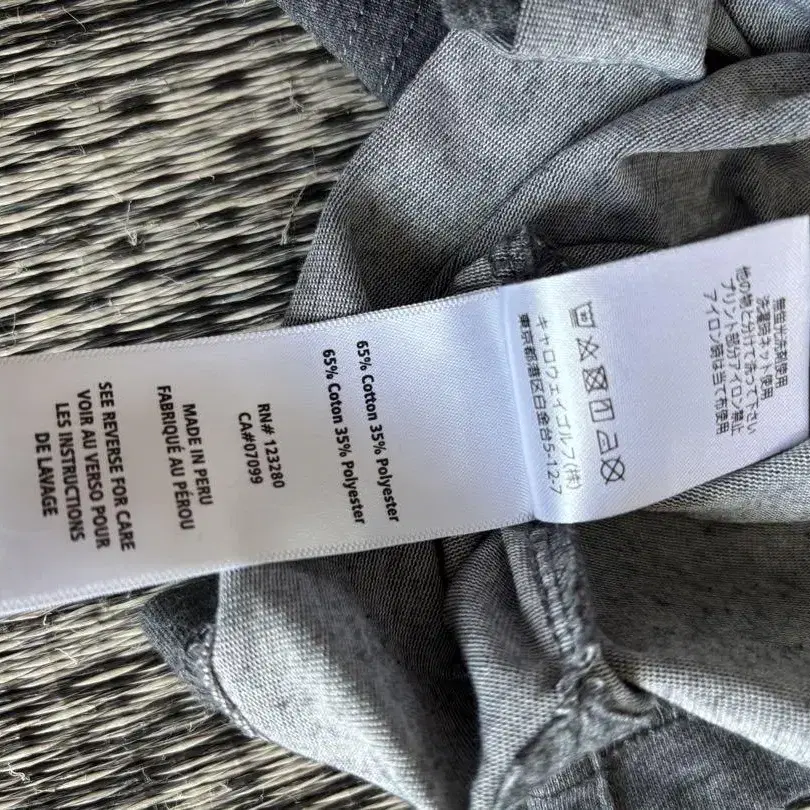 無蛍光洗剤使用
洗濯時ネット使用
他の物と分けて洗って下さい
プリント部分アイロン禁止
アイロン時は当て布使用
キャロウェイゴルフ(株)
東京都港区白金台5-12-7
65% Cotton 35% Polyester
65% Coton 35% Polyester
RN# 123280
CA#07099
MADE IN PERU
FABRIQUÉ AU PÉROU
SEE REVERSE FOR CARE
VOIR AU VERSO POUR
LES INSTRUCTIONS
DE LAVAGE